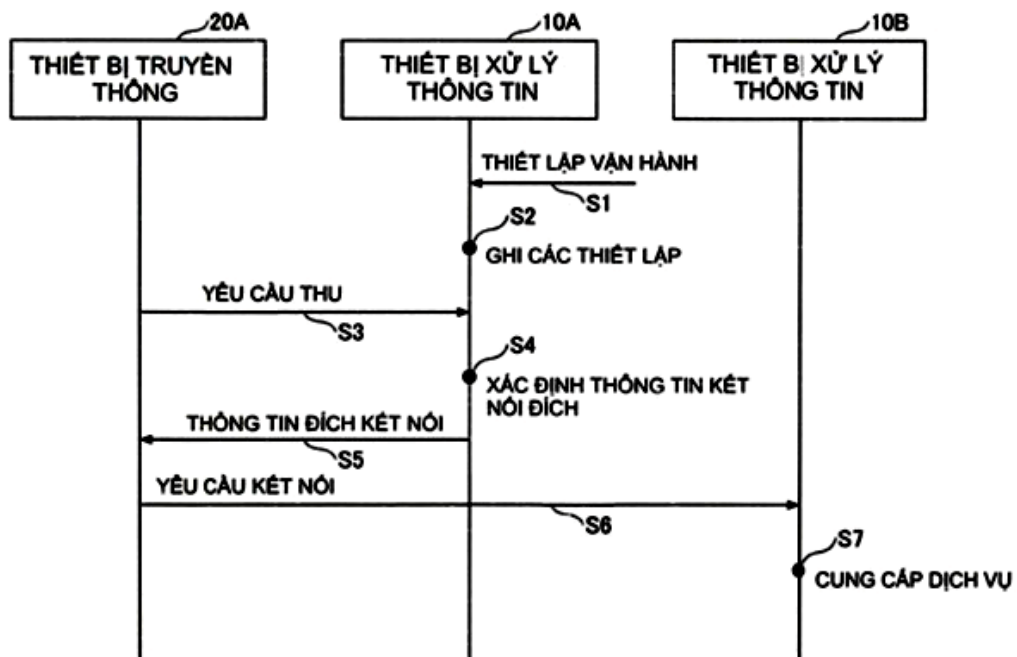 20A
10A
10B
THIẾT BỊ TRUYỀN
THÔNG
THIẾT BỊ XỬ LÝ
THÔNG TIN
THIẾT BỊ XỬ LÝ
THÔNG TIN
THIẾT LẬP VẬN HÀNH
S1
S2
GHI CÁC THIẾT LẬP
YÊU CẦU THU
S3
S4
XÁC ĐỊNH THÔNG TIN KẾT
NỐI ĐÍCH
THÔNG TIN ĐÍCH KẾT NỐI
S5
YÊU CẦU KẾT NỐI
S6
S7
CUNG CẤP DỊCH VỤ